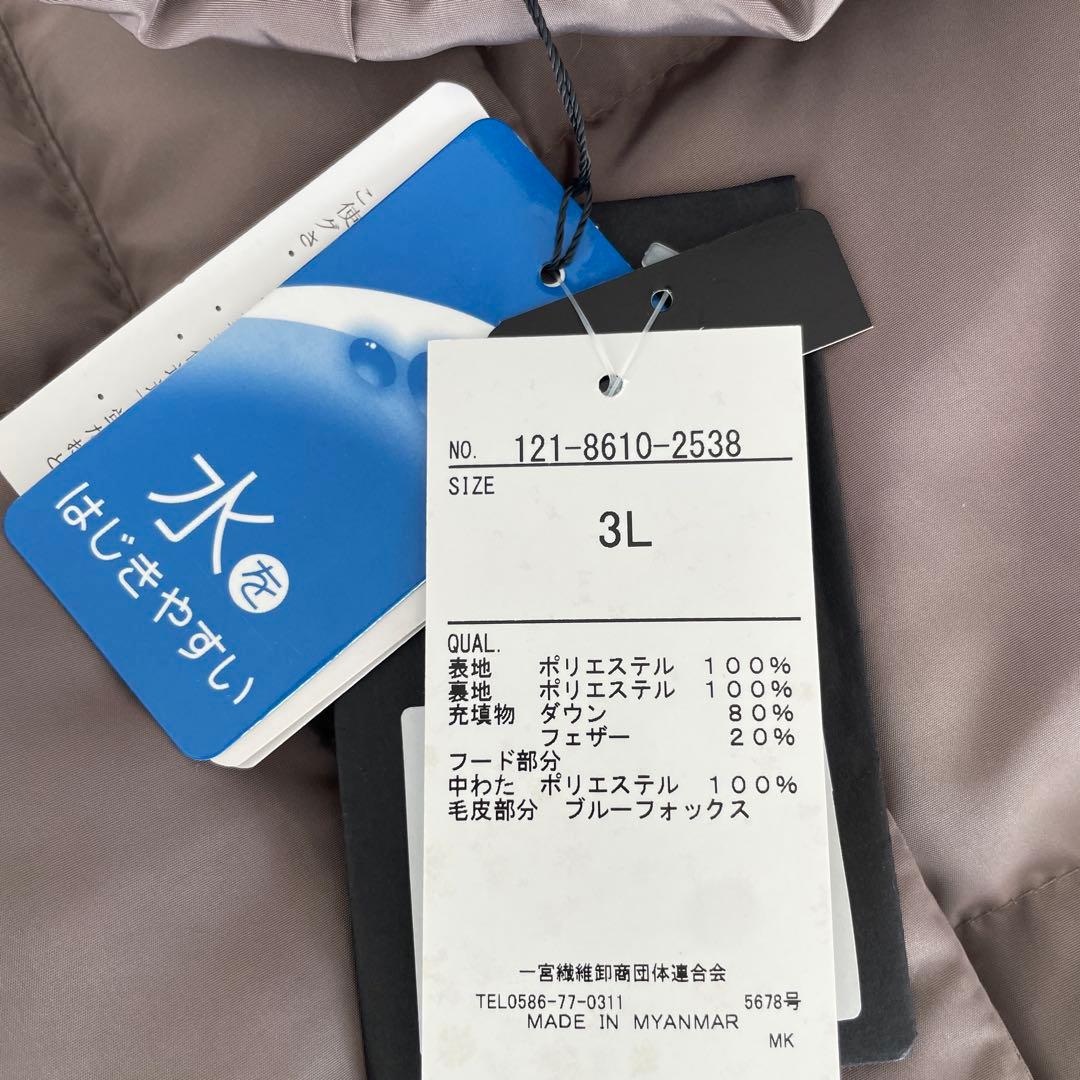 水を
はじきやすい
NO. 121-8610-2538
SIZE
3L
QUAL.
表地 ポリエステル 100%
裏地 ポリエステル 100%
充填物 ダウン 80%
フェザー 20%
フード部分
中わた ポリエステル 100%
毛皮部分 ブルーフォックス
一宮繊維卸商団体連合会
TEL0586-77-0311 5678号
MADE IN MYANMAR
MK